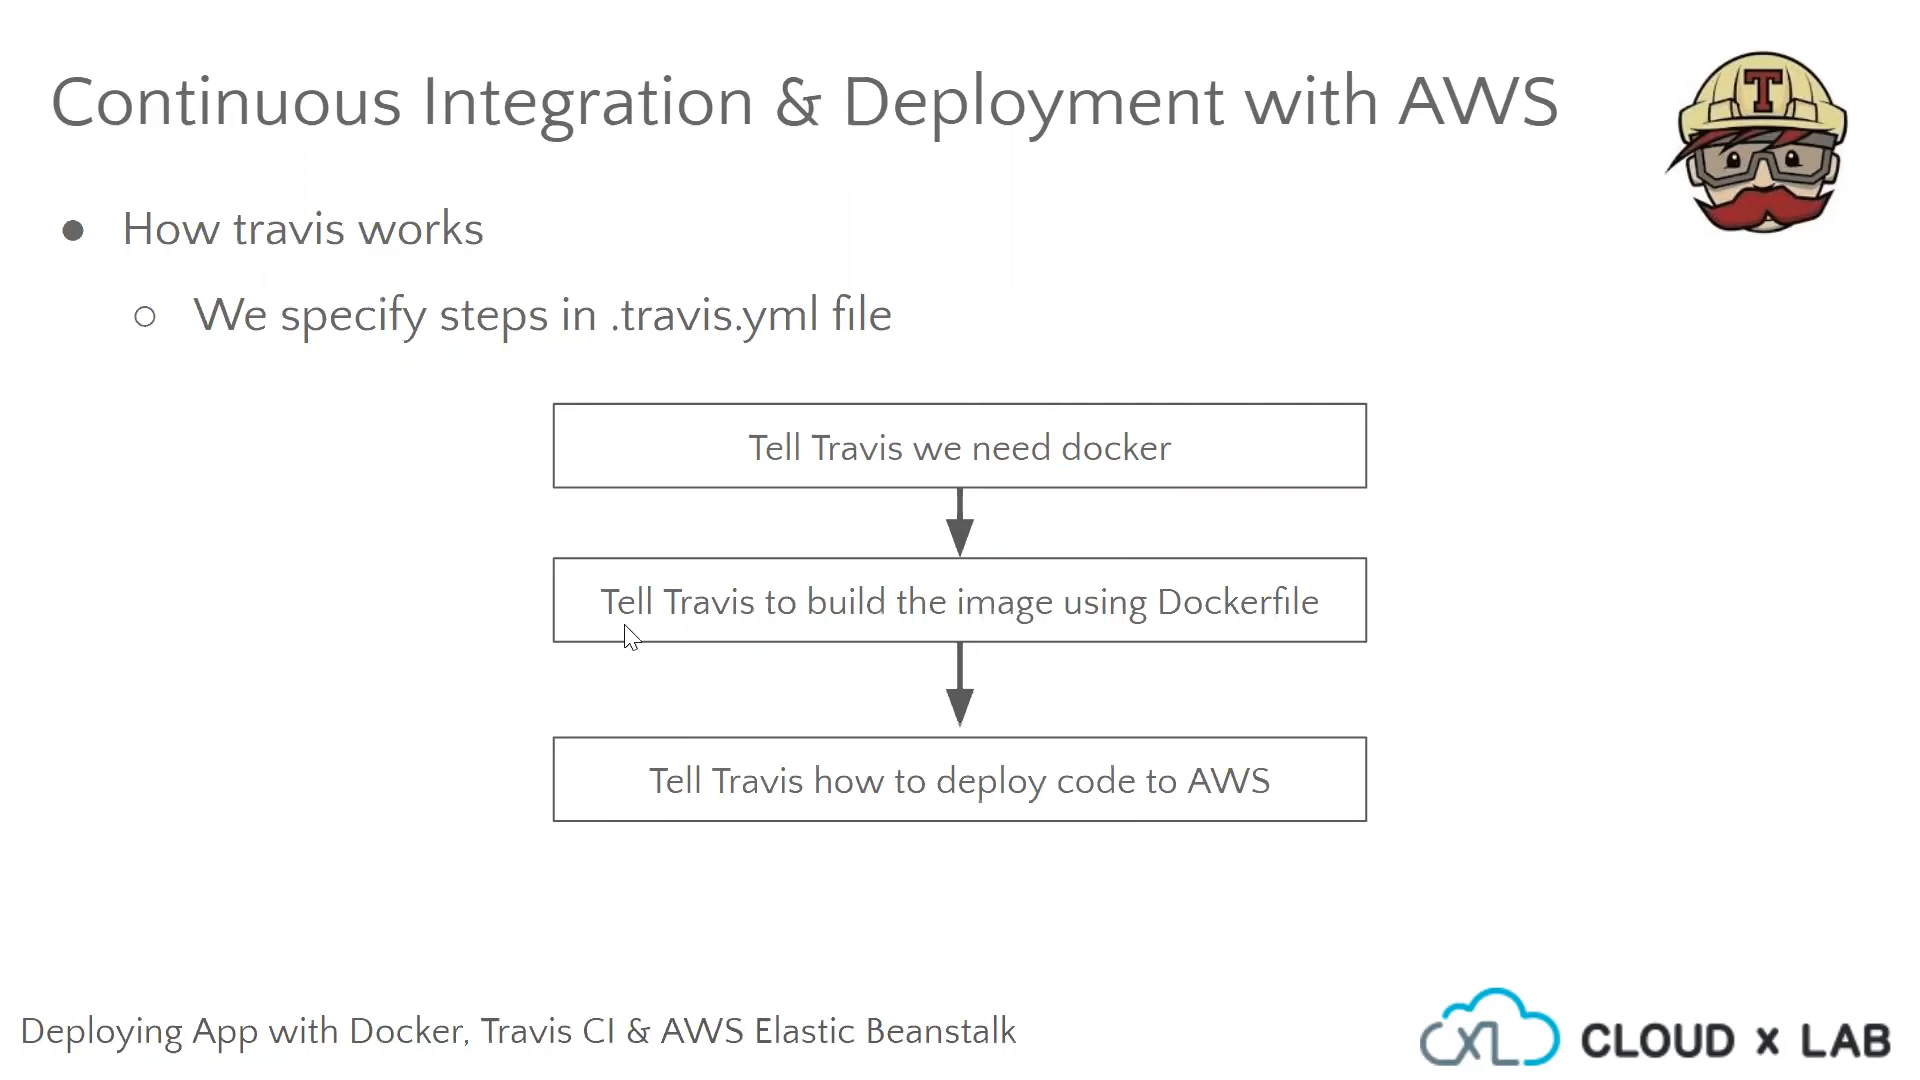 Continuous Integration & Deployment with AWS
T
● How travis works
○ We specify steps in .travis.yml file
Tell Travis we need docker
Tell Travis to build the image using Dockerfile
Tell Travis how to deploy code to AWS
Deploying App with Docker, Travis CI & AWS Elastic Beanstalk
CXL CLOUD x LAB